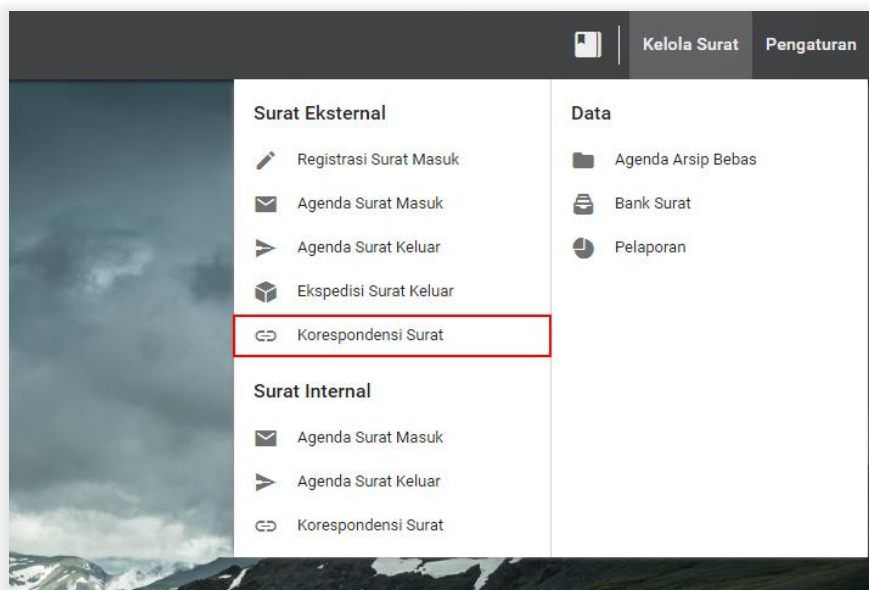 Kelola Surat
Pengaturan
Surat Eksternal
Registrasi Surat Masuk
Agenda Surat Masuk
Agenda Surat Keluar
Ekspedisi Surat Keluar
Korespondensi Surat
Surat Internal
Agenda Surat Masuk
Agenda Surat Keluar
Korespondensi Surat
Data
Agenda Arsip Bebas
Bank Surat
Pelaporan